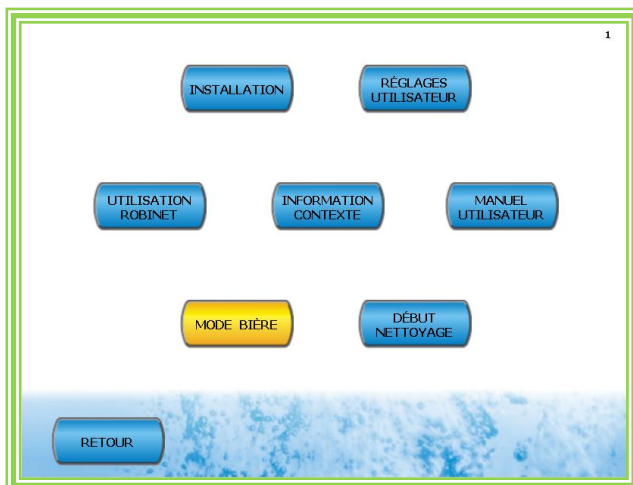 1
INSTALLATION
RÉGLAGES
UTILISATEUR
UTILISATION
ROBINET
INFORMATION
CONTEXTE
MANUEL
UTILISATEUR
MODE BIÈRE
DÉBUT
NETTOYAGE
RETOUR